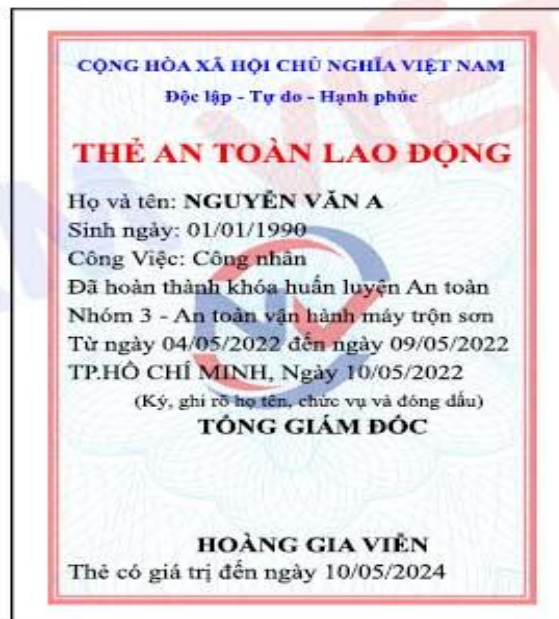 CỘNG HÒA XÃ HỘI CHỦ NGHĨA VIỆT NAM
Độc lập - Tự do - Hạnh phúc
THẺ AN TOÀN LAO ĐỘNG
Họ và tên: NGUYỄN VĂN A
Sinh ngày: 01/01/1990
Công Việc: Công nhân
Đã hoàn thành khóa huấn luyện An toàn
Nhóm 3 - An toàn vận hành máy trộn sơn
Từ ngày 04/05/2022 đến ngày 09/05/2022
TP.HỒ CHÍ MINH, Ngày 10/05/2022
(Ký, ghi rõ họ tên, chức vụ và đóng dấu)
TỔNG GIÁM ĐỐC
HOÀNG GIA VIÊN
Thẻ có giá trị đến ngày 10/05/2024